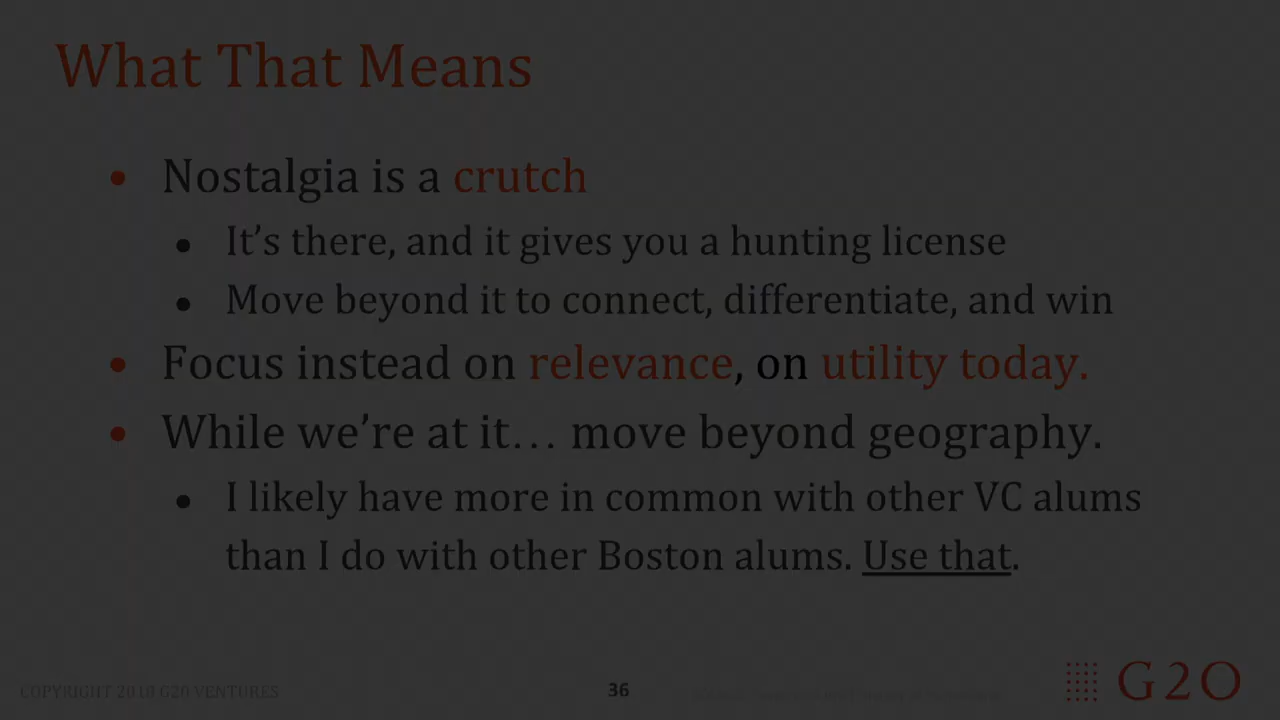 What That Means
• Nostalgia is a crutch
• It’s there, and it gives you a hunting license
• Move beyond it to connect, differentiate, and win
• Focus instead on relevance, on utility today.
• While we’re at it… move beyond geography.
• I likely have more in common with other VC alums
than I do with other Boston alums. Use that.
COPYRIGHT 2018 G20 VENTURES
36
G2O